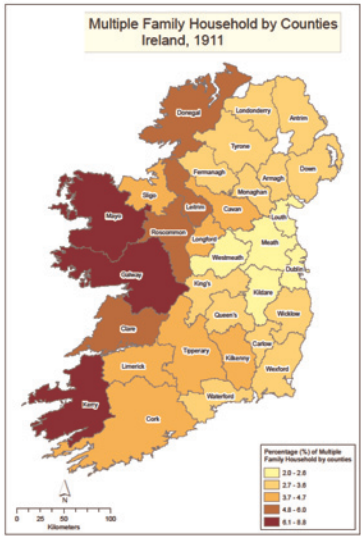 Multiple Family Household by Counties
Ireland, 1911
Donegal
Londonderry
Antrim
Tyrone
Fermanagh
Armagh
Down
Monaghan
Sligo
Leitrim
Cavan
Louth
Mayo
Roscommon
Longford
Meath
Westmeath
Dublin
Galway
King's
Kildare
Queen's
Wicklow
Clare
Carlow
Tipperary
Kilkenny
Limerick
Wexford
Kerry
Waterford
Cork
Percentage (%) of Multiple
Family Household by counties
2.0 - 2.6
2.7 - 3.6
3.7 - 4.7
4.8 - 6.0
6.1 - 8.8
N
0 25 50 100
Kilometers